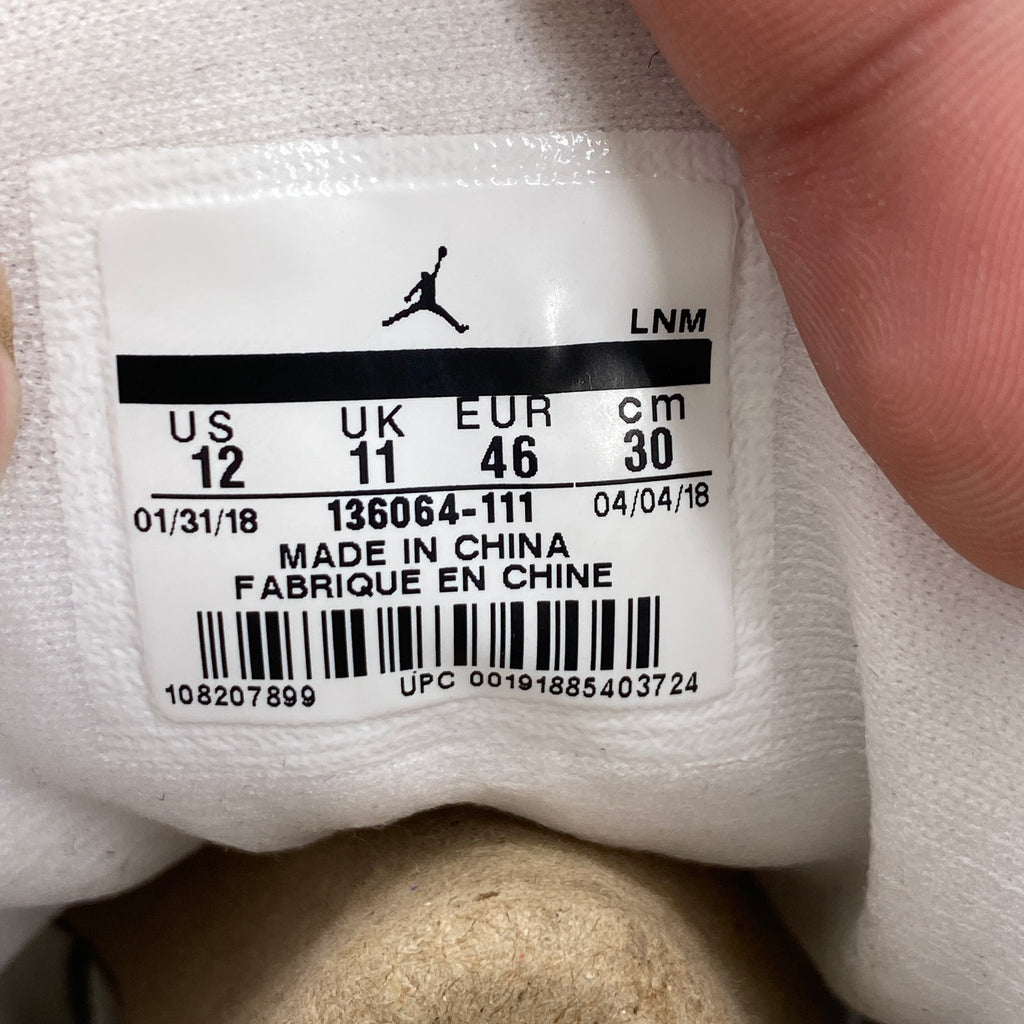 LNM
US UK EUR cm
12 11 46 30
01/31/18 136064-111 04/04/18
MADE IN CHINA
FABRIQUE EN CHINE
108207899 UPC 00191885403724